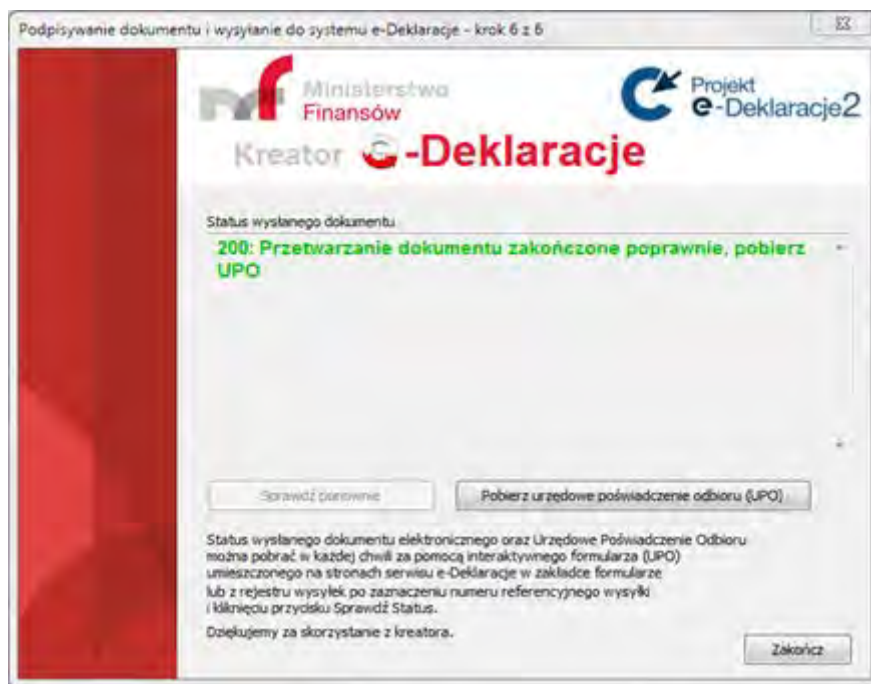 Podpisywanie dokumentu i wysyłanie do systemu e-Deklaracje - krok 6 z 6
mf Ministerstwo
Finansów
Projekt
e-Deklaracje2
Kreator e-Deklaracje
Status wysłanego dokumentu
200: Przetwarzanie dokumentu zakończone poprawnie, pobierz
UPO
Sprawdź ponownie
Pobierz urzędowe poświadczenie odbioru (UPO)
Status wysłanego dokumentu elektronicznego oraz Urzędowe Poświadczenie Odbioru
można pobrać w każdej chwili za pomocą interaktywnego formularza (UPO)
umieszczonego na stronach serwisu e-Deklaracje w zakładce formularze
lub z rejestru wysyłek po zaznaczeniu numeru referencyjnego wysyłki
i kliknięciu przycisku Sprawdź Status.
Dziękujemy za skorzystanie z kreatora.
Zakończ